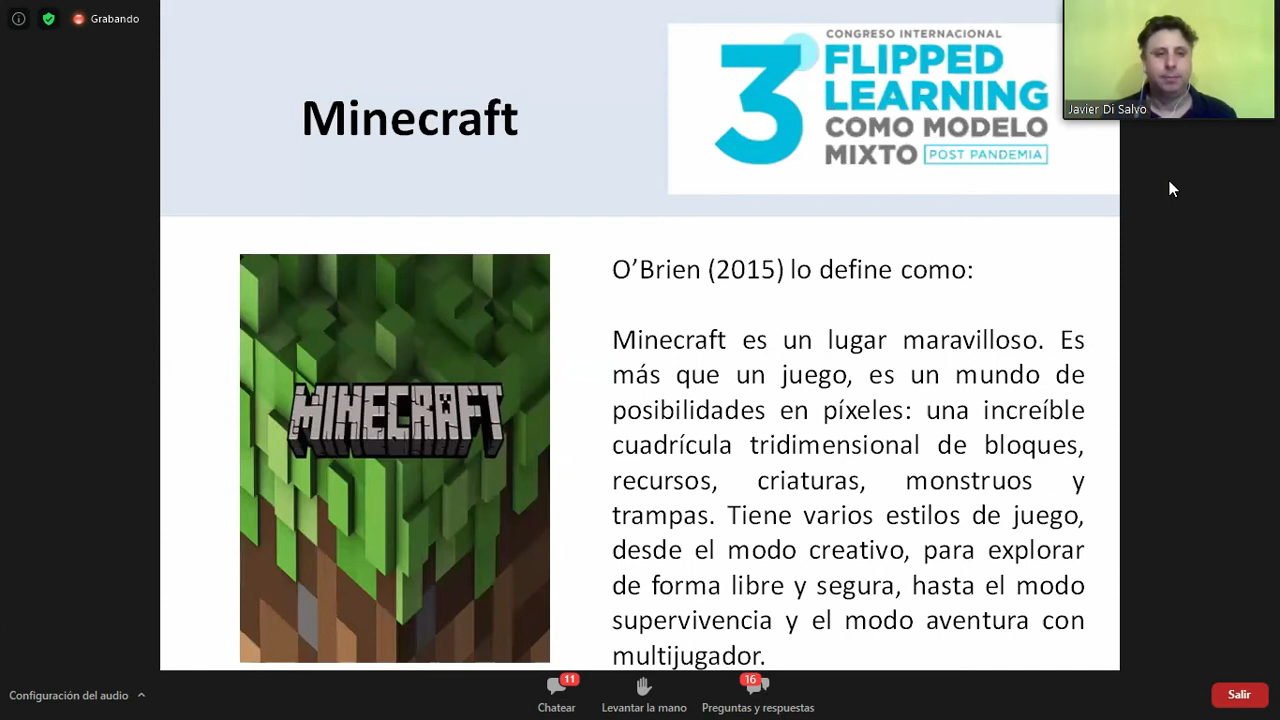 Grabando
Minecraft
3
CONGRESO INTERNACIONAL
FLIPPED
LEARNING
COMO MODELO
MIXTO POST PANDEMIA
Javier Di Salvo
MINECRAFT
O’Brien (2015) lo define como:
Minecraft es un lugar maravilloso. Es
más que un juego, es un mundo de
posibilidades en píxeles: una increíble
cuadrícula tridimensional de bloques,
recursos, criaturas, monstruos y
trampas. Tiene varios estilos de juego,
desde el modo creativo, para explorar
de forma libre y segura, hasta el modo
supervivencia y el modo aventura con
multijugador.
Configuración del audio
11
Chatear
Levantar la mano
16
Preguntas y respuestas
Salir